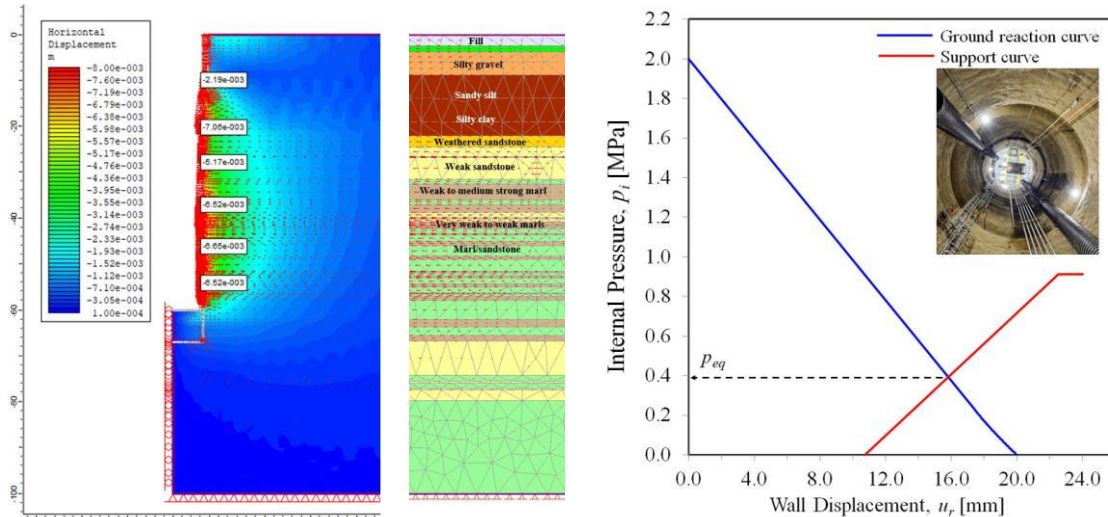 Horizontal
Displacement
m
-8.00e-003
-7.60e-003
-7.19e-003
-6.79e-003
-6.38e-003
-5.98e-003
-5.57e-003
-5.17e-003
-4.76e-003
-4.36e-003
-3.95e-003
-3.55e-003
-3.14e-003
-2.74e-003
-2.33e-003
-1.93e-003
-1.52e-003
-1.12e-003
-7.10e-004
-3.05e-004
1.00e-004
0
-20
-40
-60
-80
-100
-2.19e-003
-7.06e-003
-5.17e-003
-6.52e-003
-6.65e-003
-6.52e-003
Fill
Silty gravel
Sandy silt
Silty clay
Weathered sandstone
Weak sandstone
Weak to medium strong marl
Very weak to weak marls
Marl/sandstone
Internal Pressure, p_i [MPa]
2.2
2.0
1.8
1.6
1.4
1.2
1.0
0.8
0.6
0.4
0.2
0.0
Ground reaction curve
Support curve
p_eq
0.0 4.0 8.0 12.0 16.0 20.0 24.0
Wall Displacement, u_r [mm]